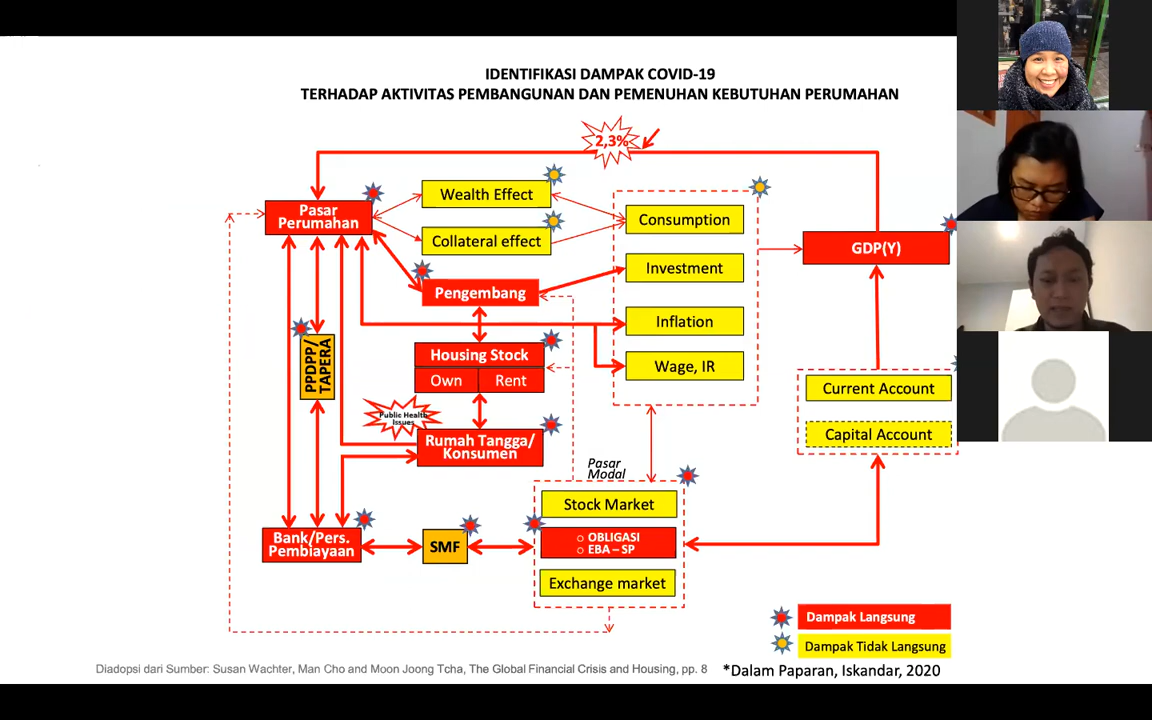 IDENTIFIKASI DAMPAK COVID-19
TERHADAP AKTIVITAS PEMBANGUNAN DAN PEMENUHAN KEBUTUHAN PERUMAHAN
2,3%
Pasar
Perumahan
Wealth Effect
Collateral effect
Consumption
GDP(Y)
Investment
Pengembang
Inflation
PPDPP/
TAPERA
Housing Stock
Own
Rent
Wage, IR
Current Account
Public Health
Issues
Capital Account
Rumah Tangga/
Konsumen
Pasar
Modal
Stock Market
Bank/Pers.
Pembiayaan
SMF
○ OBLIGASI
○ EBA – SP
Exchange market
Dampak Langsung
Dampak Tidak Langsung
Diadopsi dari Sumber: Susan Wachter, Man Cho and Moon Joong Tcha, The Global Financial Crisis and Housing, pp. 8
*Dalam Paparan, Iskandar, 2020